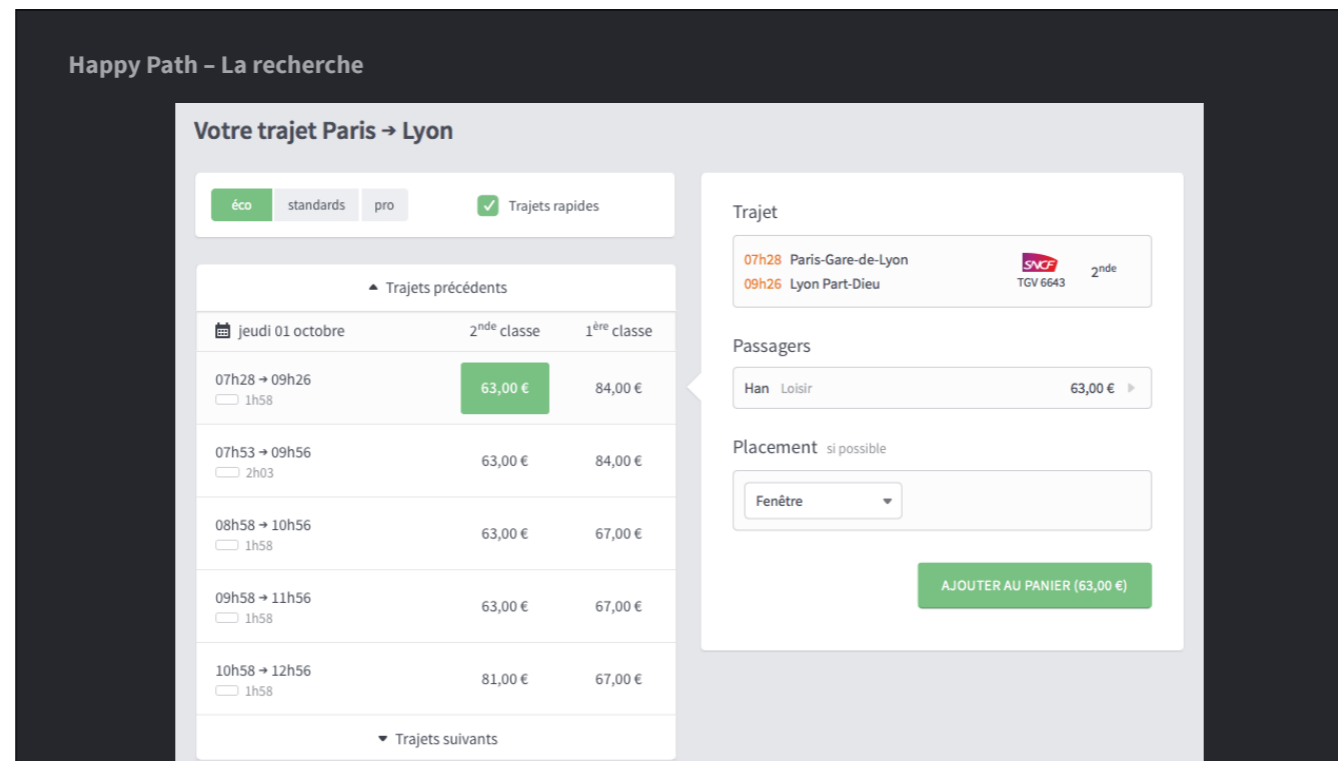 Happy Path – La recherche
Votre trajet Paris → Lyon
éco standards pro Trajets rapides
Trajets précédents
jeudi 01 octobre 2nde classe 1ère classe
07h28 → 09h26 63,00 € 84,00 €
1h58
07h53 → 09h56 63,00 € 84,00 €
2h03
08h58 → 10h56 63,00 € 67,00 €
1h58
09h58 → 11h56 63,00 € 67,00 €
1h58
10h58 → 12h56 81,00 € 67,00 €
1h58
Trajets suivants
Trajet
07h28 Paris-Gare-de-Lyon SNCF 2nde
09h26 Lyon Part-Dieu TGV 6643
Passagers
Han Loisir 63,00 €
Placement si possible
Fenêtre
AJOUTER AU PANIER (63,00 €)